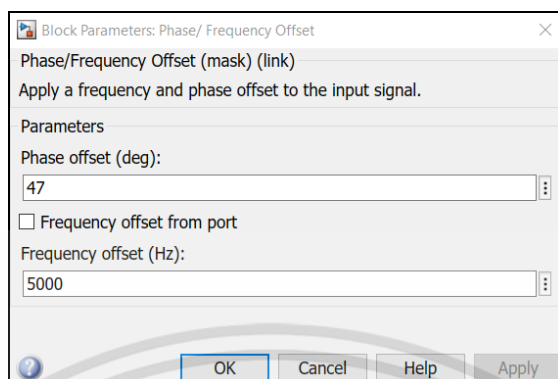 Block Parameters: Phase/ Frequency Offset
Phase/Frequency Offset (mask) (link)
Apply a frequency and phase offset to the input signal.
Parameters
Phase offset (deg):
47
Frequency offset from port
Frequency offset (Hz):
5000
OK Cancel Help Apply